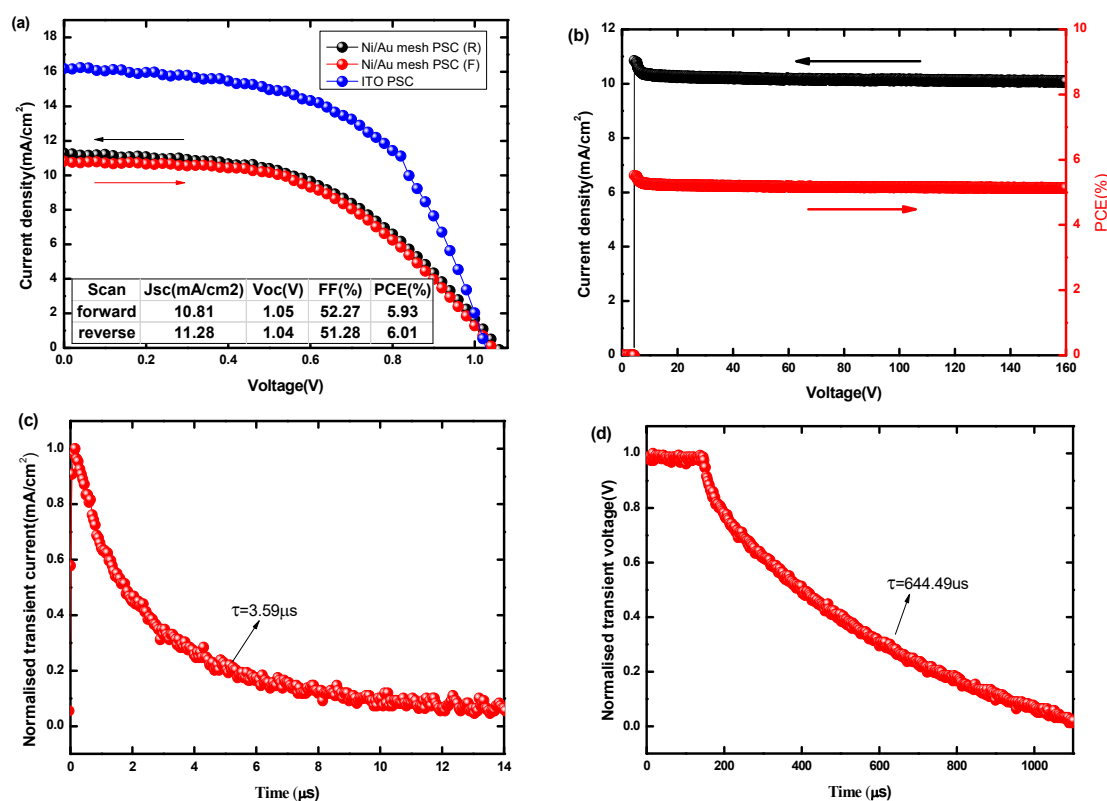 (a)
Ni/Au mesh PSC (R)
Ni/Au mesh PSC (F)
ITO PSC
Current density(mA/cm²)
18
16
14
12
10
8
6
4
2
0
Scan Jsc(mA/cm2) Voc(V) FF(%) PCE(%)
forward 10.81 1.05 52.27 5.93
reverse 11.28 1.04 51.28 6.01
0.0 0.2 0.4 0.6 0.8 1.0
Voltage(V)
(b)
Current density(mA/cm²)
12
10
8
6
4
2
0
10
8
6
4
2
0
PCE(%)
0 20 40 60 80 100 120 140 160
Voltage(V)
(c)
Normalised transient current(mA/cm²)
1.0
0.8
0.6
0.4
0.2
0.0
τ=3.59μs
0 2 4 6 8 10 12 14
Time (μs)
(d)
Normalised transient voltage(V)
1.0
0.8
0.6
0.4
0.2
0.0
τ=644.49us
0 200 400 600 800 1000
Time (μs)